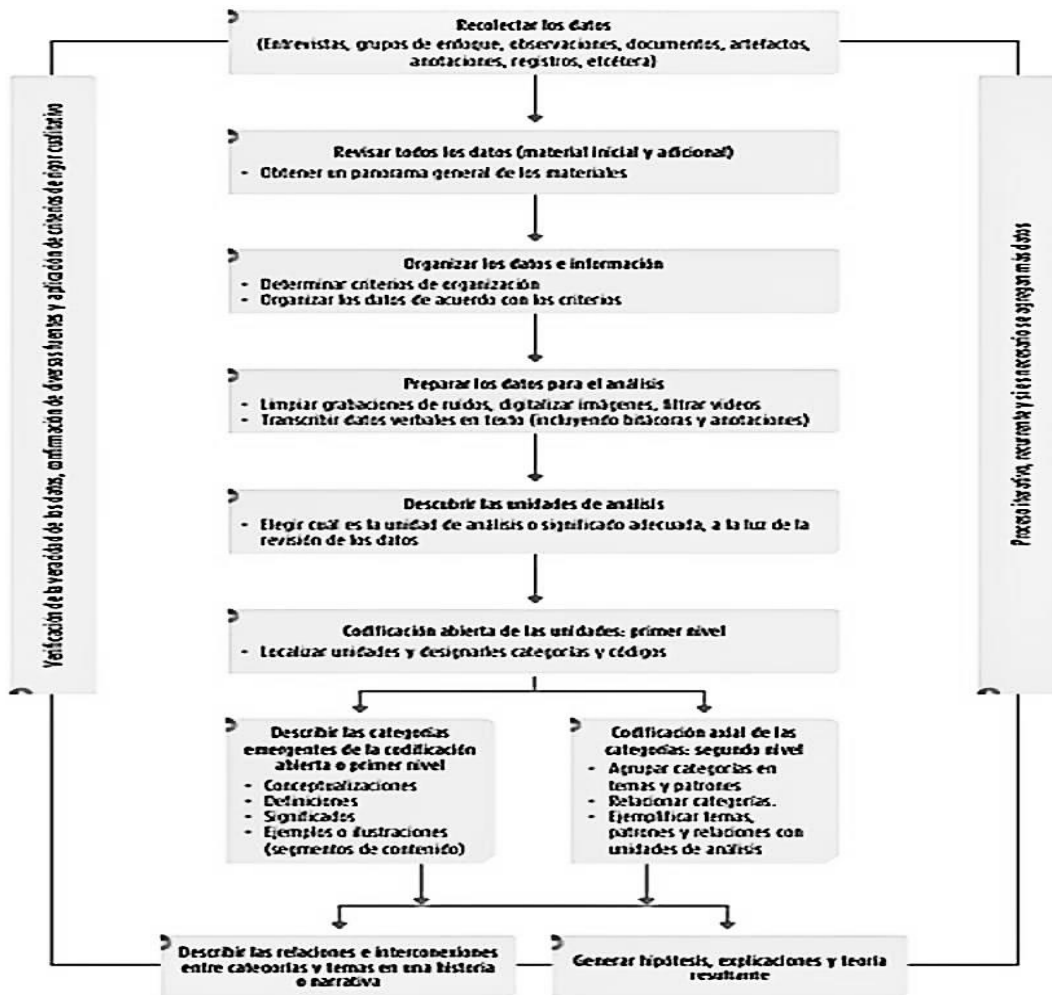 Recolectar los datos
(Entrevistas, grupos de enfoque, observaciones, documentos, artefactos,
anotaciones, registros, etcétera)
Verificación de la veracidad de los datos, confirmación de diversas fuentes y aplicación de criterios de rigor cualitativo
Proceso iterativo, recurrente y si es necesario se agregan más datos
Revisar todos los datos (material inicial y adicional)
- Obtener un panorama general de los materiales
Organizar los datos e información
- Determinar criterios de organización
- Organizar los datos de acuerdo con los criterios
Preparar los datos para el análisis
- Limpiar grabaciones de ruidos, digitalizar imágenes, filtrar videos
- Transcribir datos verbales en texto (incluyendo bitácoras y anotaciones)
Descubrir las unidades de análisis
- Elegir cuál es la unidad de análisis o significado adecuada, a la luz de la
revisión de los datos
Codificación abierta de las unidades: primer nivel
- Localizar unidades y designarles categorías y códigos
Describir las categorías
emergentes de la codificación
abierta o primer nivel
- Conceptualizaciones
- Definiciones
- Significados
- Ejemplos o ilustraciones
(segmentos de contenido)
Codificación axial de las
categorías: segundo nivel
- Agrupar categorías en
temas y patrones
- Relacionar categorías.
- Ejemplificar temas,
patrones y relaciones con
unidades de análisis
Describir las relaciones e interconexiones
entre categorías y temas en una historia
o narrativa
Generar hipótesis, explicaciones y teoría
resultante